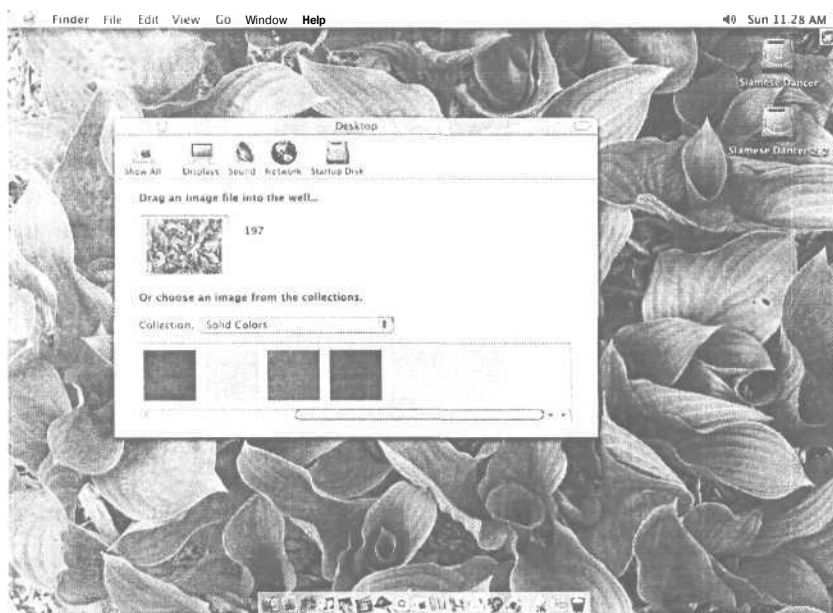 Finder File Edit View Go Window Help
Sun 11.28 AM
Siamese Dancer
Siamese Dancer 2
Desktop
Show All Displays Sound Network Startup Disk
Drag an image file into the well...
197
Or choose an image from the collections.
Collection. Solid Colors